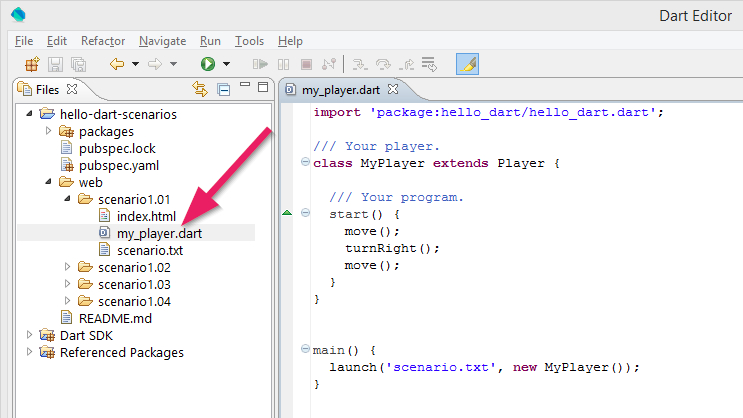 Dart Editor
File Edit Refactor Navigate Run Tools Help
Files
hello-dart-scenarios
packages
pubspec.lock
pubspec.yaml
web
scenario1.01
index.html
my_player.dart
scenario.txt
scenario1.02
scenario1.03
scenario1.04
README.md
Dart SDK
Referenced Packages
my_player.dart
import 'package:hello_dart/hello_dart.dart';
/// Your player.
class MyPlayer extends Player {
/// Your program.
start() {
move();
turnRight();
move();
}
}
main() {
launch('scenario.txt', new MyPlayer());
}